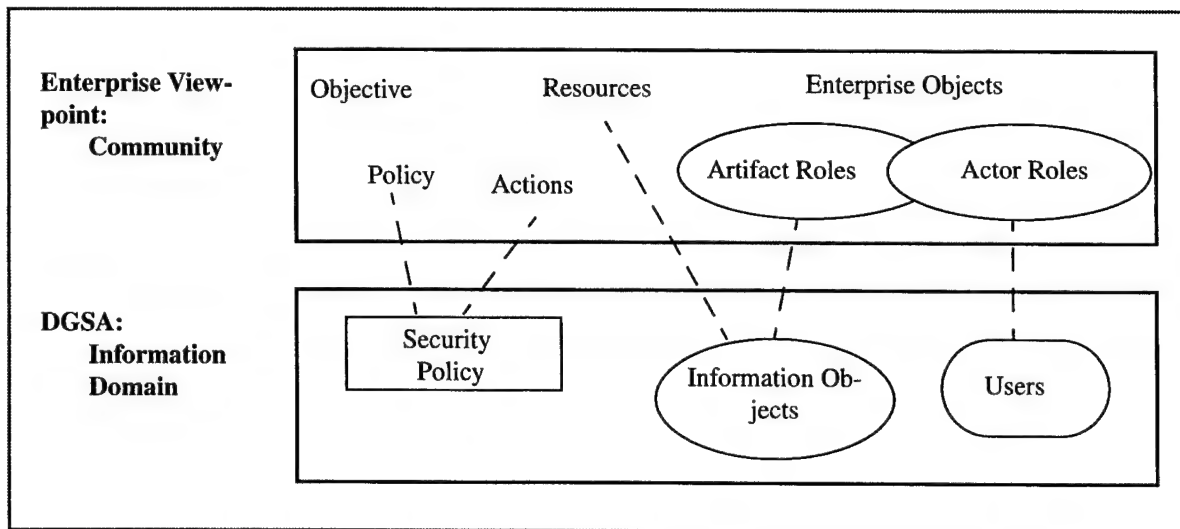 Enterprise View-
point:
Community
Objective
Resources
Enterprise Objects
Policy
Actions
Artifact Roles
Actor Roles
DGSA:
Information
Domain
Security
Policy
Information Ob-
jects
Users